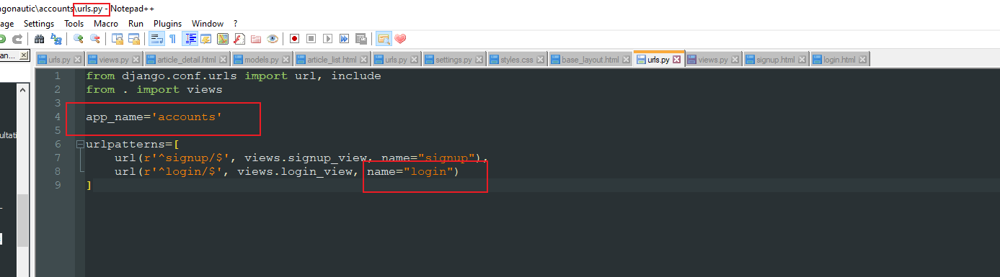 gonautic\accounts\urls.py - Notepad++
age Settings Tools Macro Run Plugins Window ?
an... urls.py views.py article_detail.html models.py article_list.html urls.py settings.py styles.css base_layout.html urls.py views.py signup.html login.html
1 from django.conf.urls import url, include
2 from . import views
3
4 app_name='accounts'
5
6 urlpatterns=[
7 url(r'^signup/$', views.signup_view, name="signup"),
8 url(r'^login/$', views.login_view, name="login")
9 ]
ultati